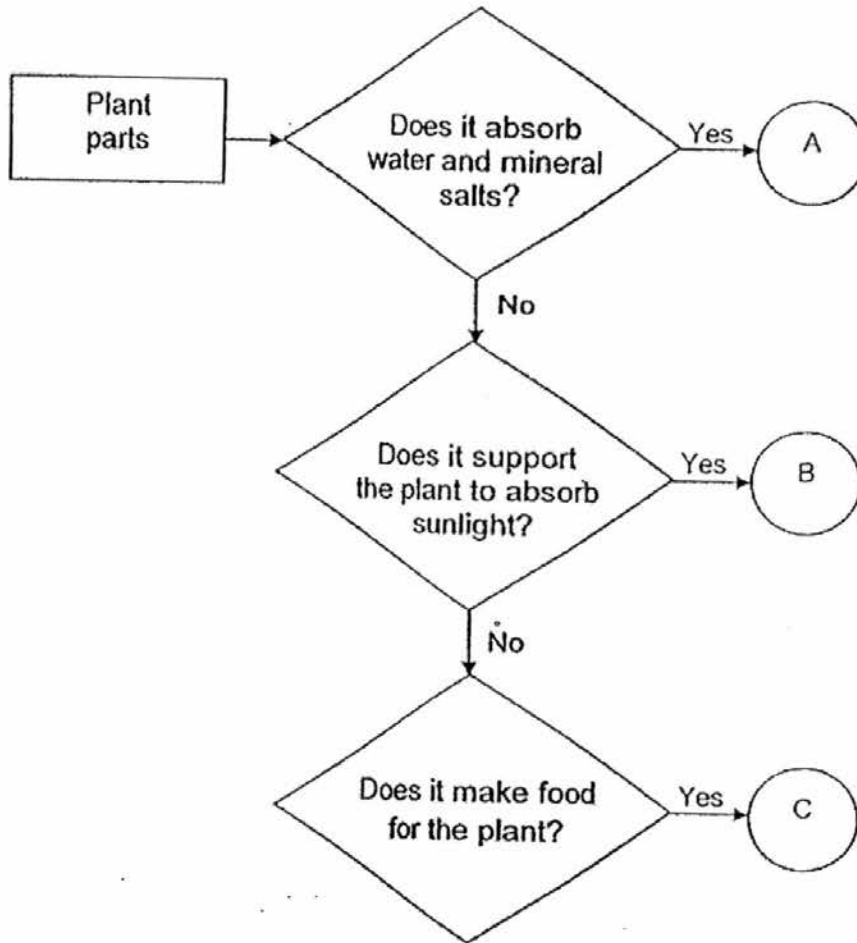 Plant
parts
Does it absorb
water and mineral
salts?
Yes
A
No
Does it support
the plant to absorb
sunlight?
Yes
B
No
Does it make food
for the plant?
Yes
C